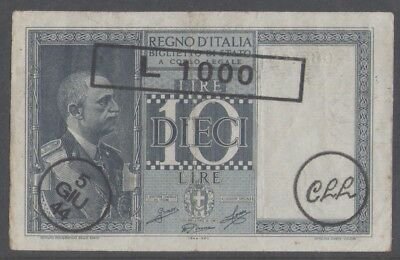 REGNO D'ITALIA
BIGLIETTO DI STATO
A CORSO LEGALE
L 1000
LIRE
10
DIECI
LIRE
5
GIU
44
C.L.L.